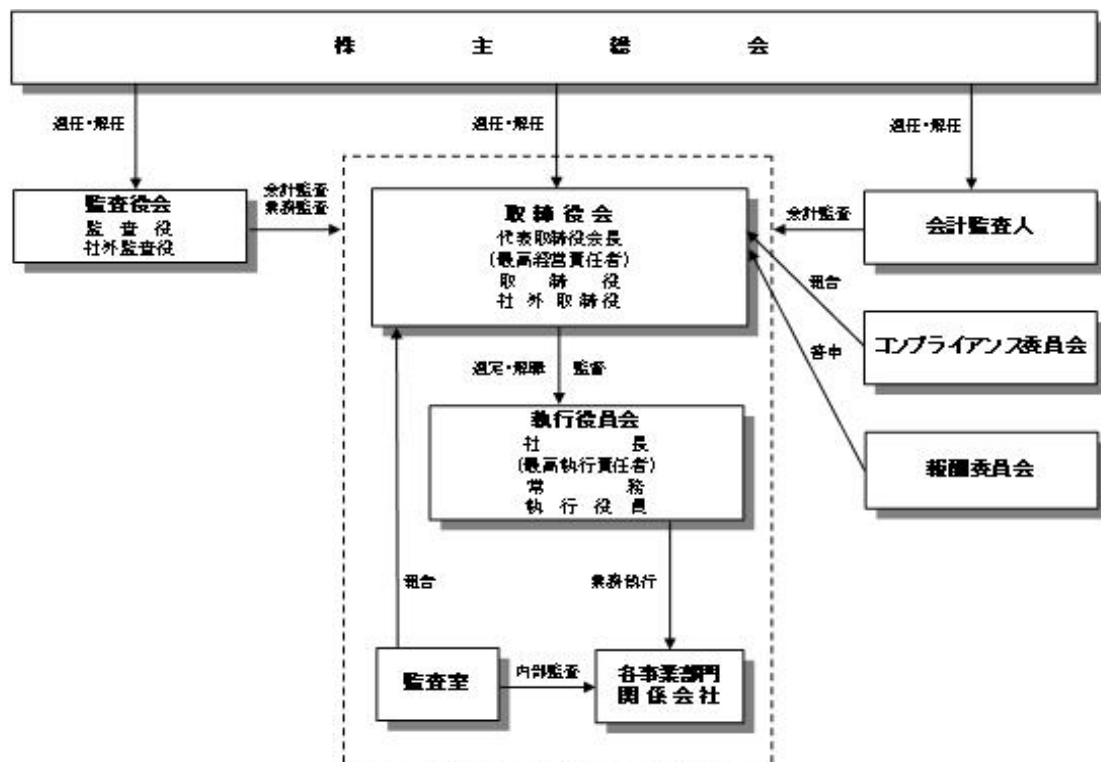 株主総会
選任・解任
選任・解任
選任・解任
監査役会
監査役
社外監査役
会計監査
業務監査
取締役会
代表取締役会長
(最高経営責任者)
取締役
社外取締役
会計監査
会計監査人
報告
コンプライアンス委員会
答申
報酬委員会
選定・解職
監督
執行役員会
社長
(最高執行責任者)
常務
執行役員
報告
業務執行
監査室
内部監査
各事業部門
関係会社